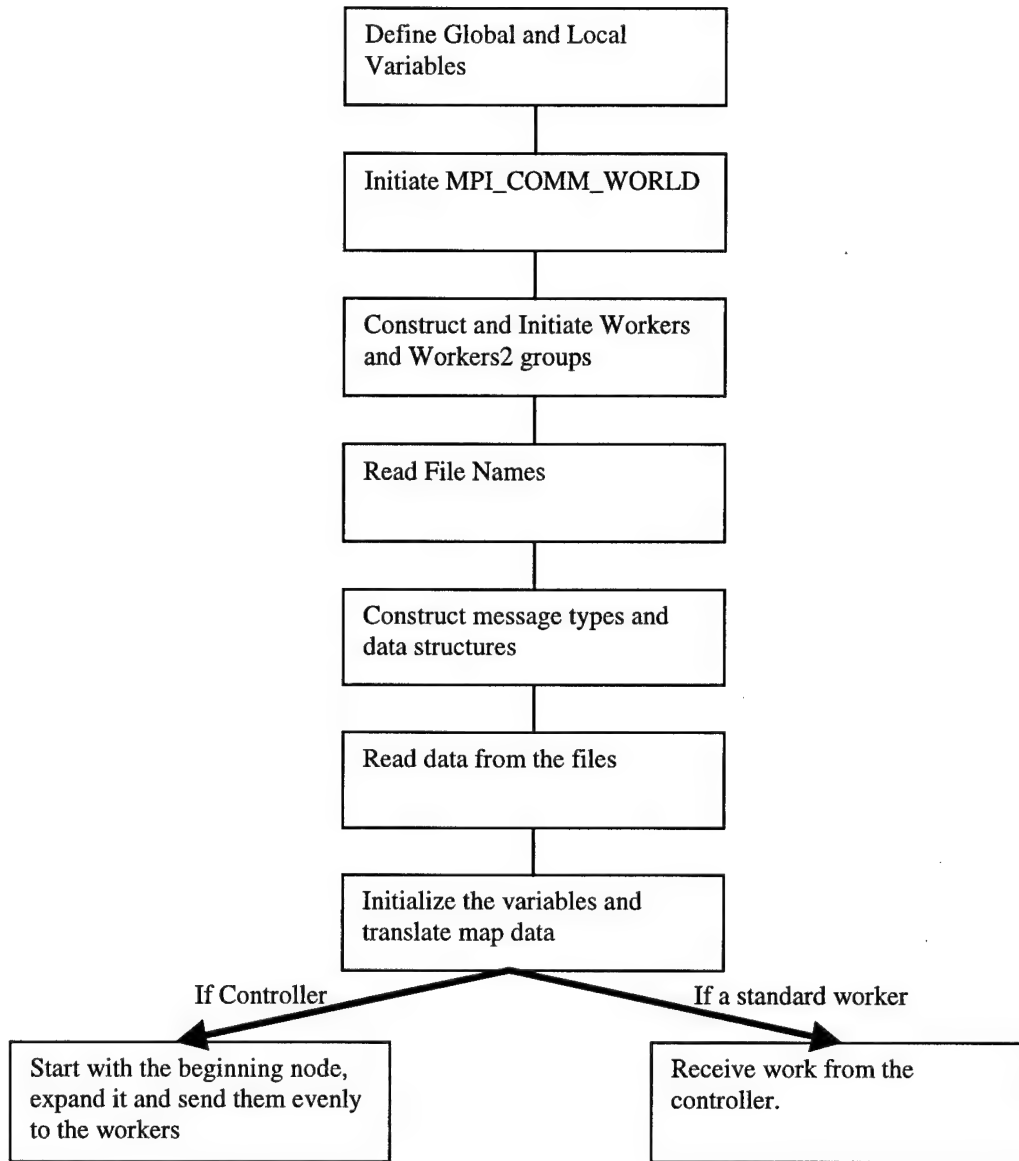 Define Global and Local
Variables
Initiate MPI_COMM_WORLD
Construct and Initiate Workers
and Workers2 groups
Read File Names
Construct message types and
data structures
Read data from the files
Initialize the variables and
translate map data
If Controller
If a standard worker
Start with the beginning node,
expand it and send them evenly
to the workers
Receive work from the
controller.